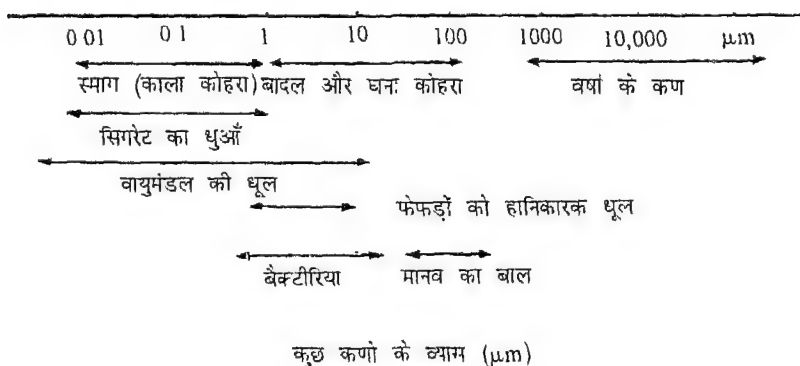 0 01 0 1 1 10 100 1000 10,000 μm
स्माग (काला कोहरा) बादल और घनः कोहरा वर्षा के कण
सिगरेट का धुआँ
वायुमंडल की धूल
फेफड़ों को हानिकारक धूल
बैक्टीरिया मानव का बाल
कुछ कणो के व्यास (μm)